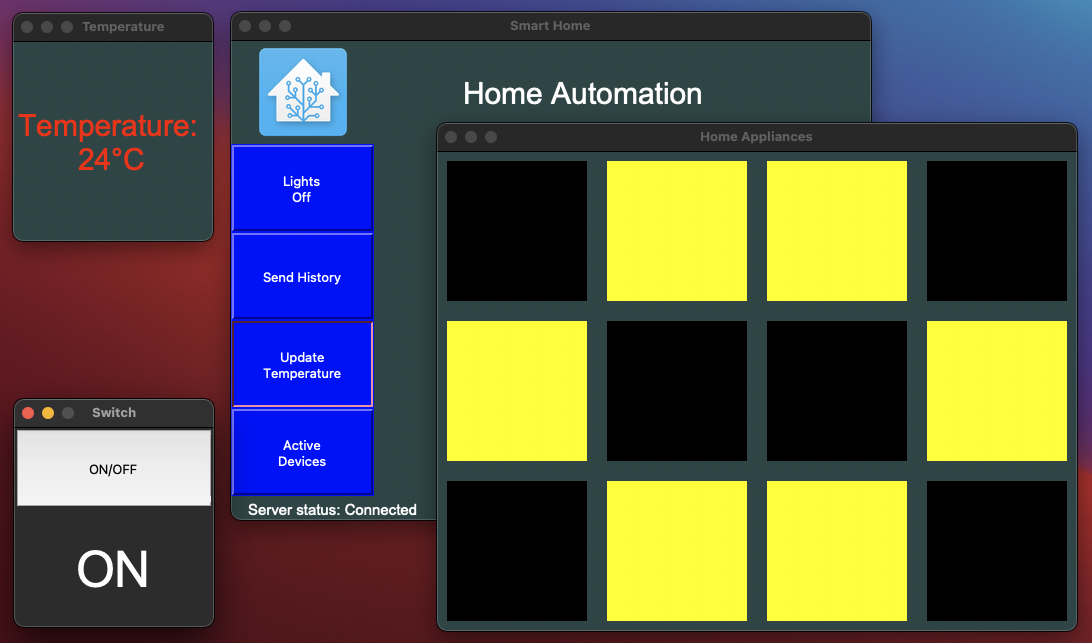 Temperature
Temperature:
24°C
Smart Home
Home Automation
Lights
Off
Send History
Update
Temperature
Active
Devices
Server status: Connected
Home Appliances
Switch
ON/OFF
ON